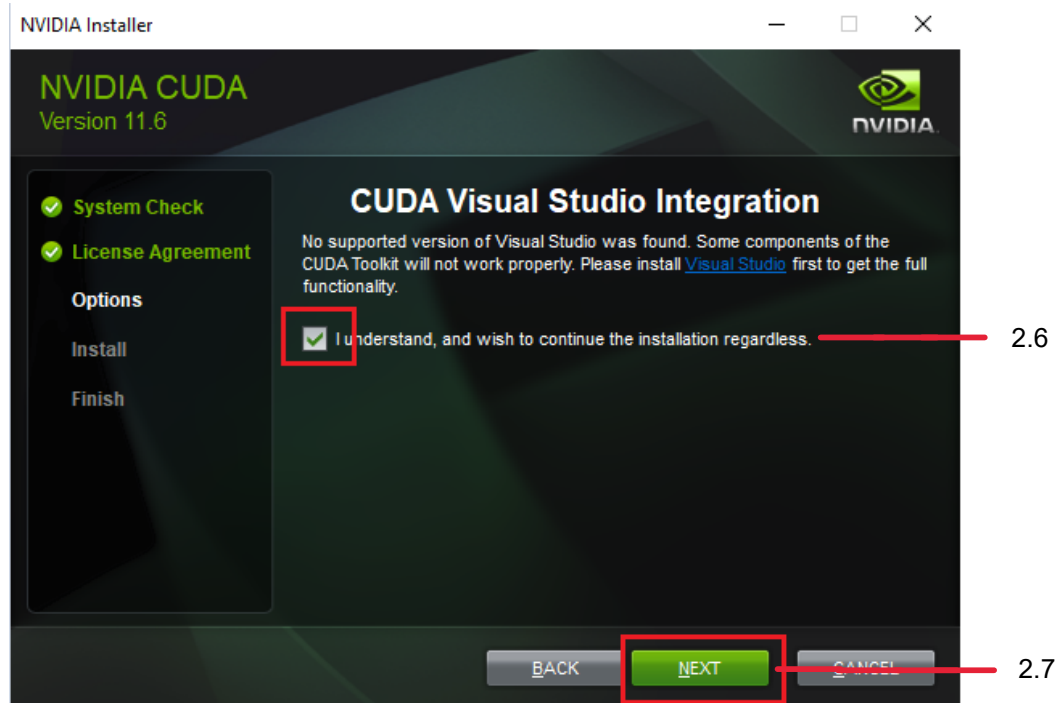 NVIDIA Installer
NVIDIA CUDA
Version 11.6
NVIDIA.
System Check
License Agreement
Options
Install
Finish
CUDA Visual Studio Integration
No supported version of Visual Studio was found. Some components of the
CUDA Toolkit will not work properly. Please install Visual Studio first to get the full
functionality.
I understand, and wish to continue the installation regardless.
2.6
BACK
NEXT
CANCEL
2.7